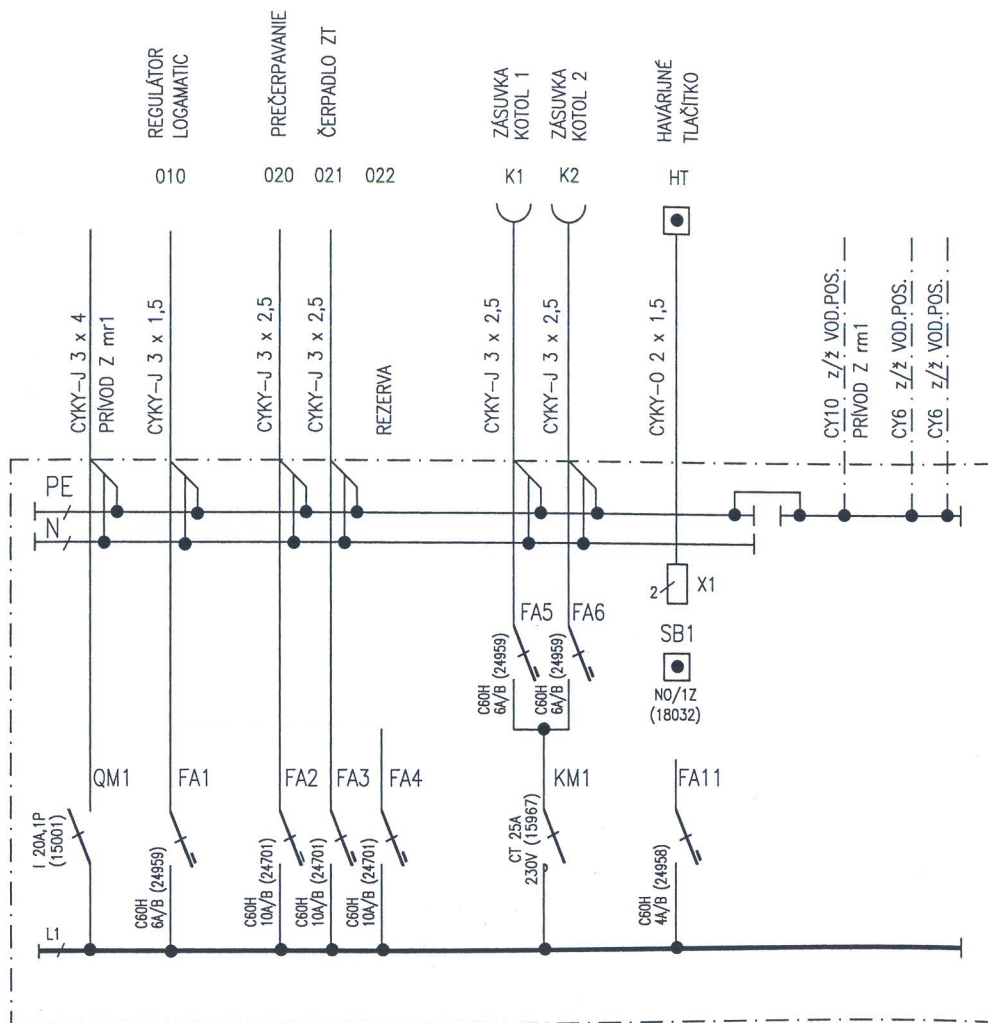 REGULÁTOR
LOGAMATIC
PREČERPAVANIE
ČERPADLO ZT
ZÁSUVKA
KOTOL 1
ZÁSUVKA
KOTOL 2
HAVÁRIJNÉ
TLAČÍTKO
010
020
021
022
K1
K2
HT
CYKY-J 3 x 4
PRÍVOD Z mr1
CYKY-J 3 x 1,5
CYKY-J 3 x 2,5
CYKY-J 3 x 2,5
REZERVA
CYKY-J 3 x 2,5
CYKY-J 3 x 2,5
CYKY-O 2 x 1,5
CY10 z/ž VOD.POS.
PRÍVOD Z rm1
CY6 z/ž VOD.POS.
CY6 z/ž VOD.POS.
PE
N
2
X1
FA5
FA6
C60H
6A/B (24959)
C60H
6A/B (24959)
SB1
NO/1Z
(18032)
QM1
FA1
FA2
FA3
FA4
KM1
FA11
I 20A,1P
(15001)
C60H
6A/B (24959)
C60H
10A/B (24701)
C60H
10A/B (24701)
C60H
10A/B (24701)
CT 25A
230V (15967)
C60H
4A/B (24958)
L1